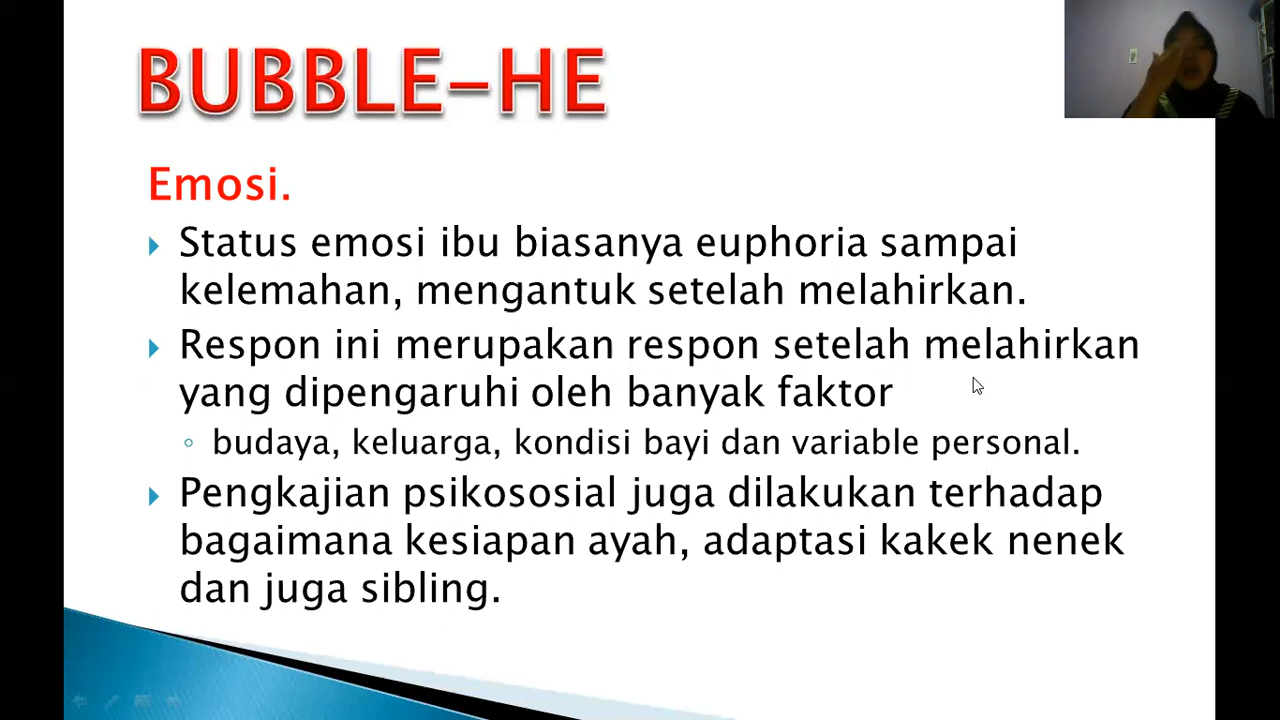 BUBBLE-HE
Emosi.
Status emosi ibu biasanya euphoria sampai
kelemahan, mengantuk setelah melahirkan.
Respon ini merupakan respon setelah melahirkan
yang dipengaruhi oleh banyak faktor
budaya, keluarga, kondisi bayi dan variable personal.
Pengkajian psikososial juga dilakukan terhadap
bagaimana kesiapan ayah, adaptasi kakek nenek
dan juga sibling.